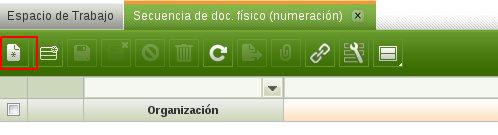 Espacio de Trabajo
Secuencia de doc. físico (numeración)
Organización